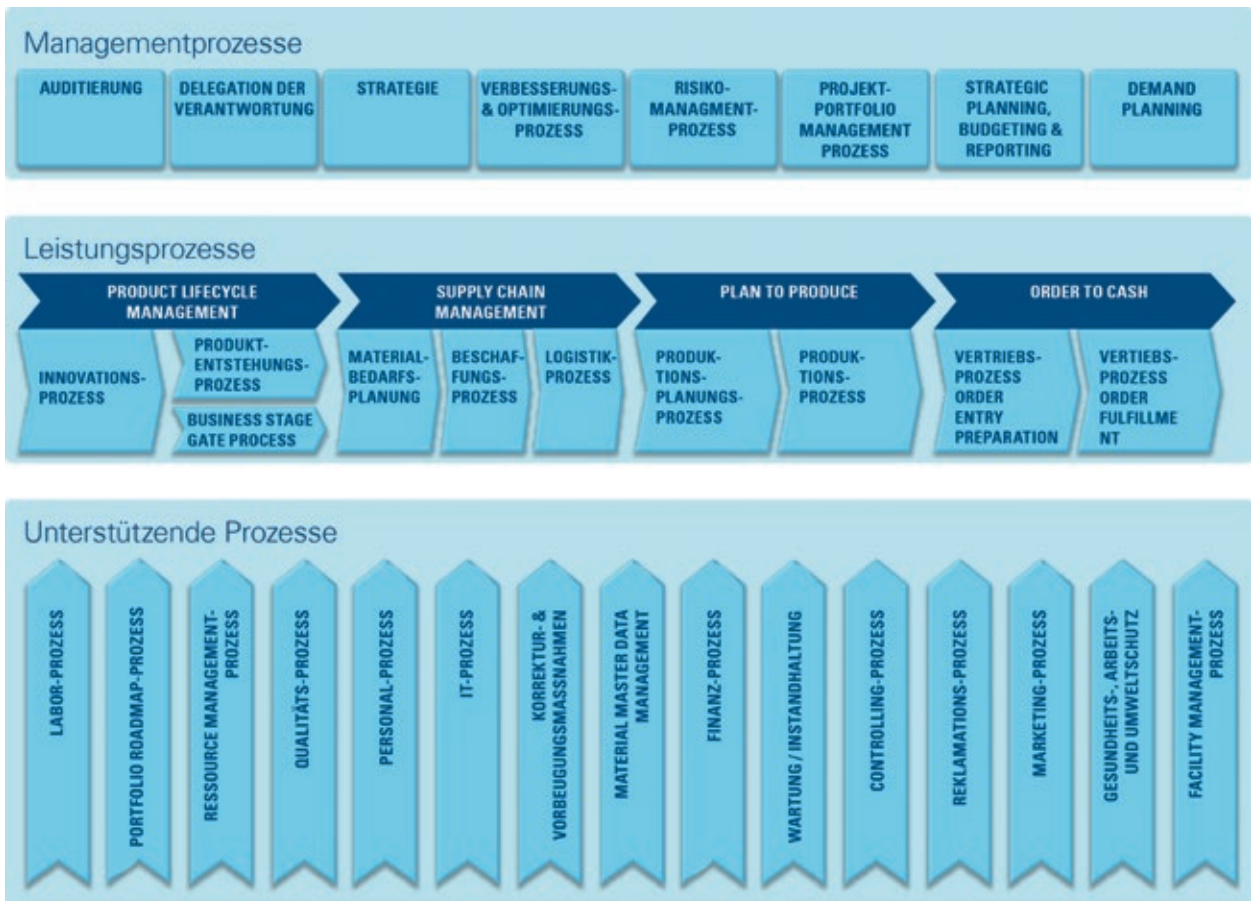 Managementprozesse
AUDITIERUNG
DELEGATION DER
VERANTWORTUNG
STRATEGIE
VERBESSERUNGS-
& OPTIMIERUNGS-
PROZESS
RISIKO-
MANAGMENT-
PROZESS
PROJEKT-
PORTFOLIO
MANAGEMENT
PROZESS
STRATEGIC
PLANNING,
BUDGETING &
REPORTING
DEMAND
PLANNING
Leistungsprozesse
PRODUCT LIFECYCLE
MANAGEMENT
INNOVATIONS-
PROZESS
PRODUKT-
ENTSTEHUNGS-
PROZESS
BUSINESS STAGE
GATE PROCESS
SUPPLY CHAIN
MANAGEMENT
MATERIAL-
BEDARFS-
PLANUNG
BESCHAF-
FUNGS-
PROZESS
LOGISTIK-
PROZESS
PLAN TO PRODUCE
PRODUK-
TIONS-
PLANUNGS-
PROZESS
PRODUK-
TIONS-
PROZESS
ORDER TO CASH
VERTRIEBS-
PROZESS
ORDER
ENTRY
PREPARATION
VERTIEBS-
PROZESS
ORDER
FULFILLME
NT
Unterstützende Prozesse
LABOR-PROZESS
PORTFOLIO ROADMAP-PROZESS
RESSOURCE MANAGEMENT-
PROZESS
QUALITÄTS-PROZESS
PERSONAL-PROZESS
IT-PROZESS
KORREKTUR- &
VORBEUGUNGSMASSNAHMEN
MATERIAL MASTER DATA
MANAGEMENT
FINANZ-PROZESS
WARTUNG / INSTANDHALTUNG
CONTROLLING-PROZESS
REKLAMATIONS-PROZESS
MARKETING-PROZESS
GESUNDHEITS-, ARBEITS-
UND UMWELTSCHUTZ
FACILITY MANAGEMENT-
PROZESS